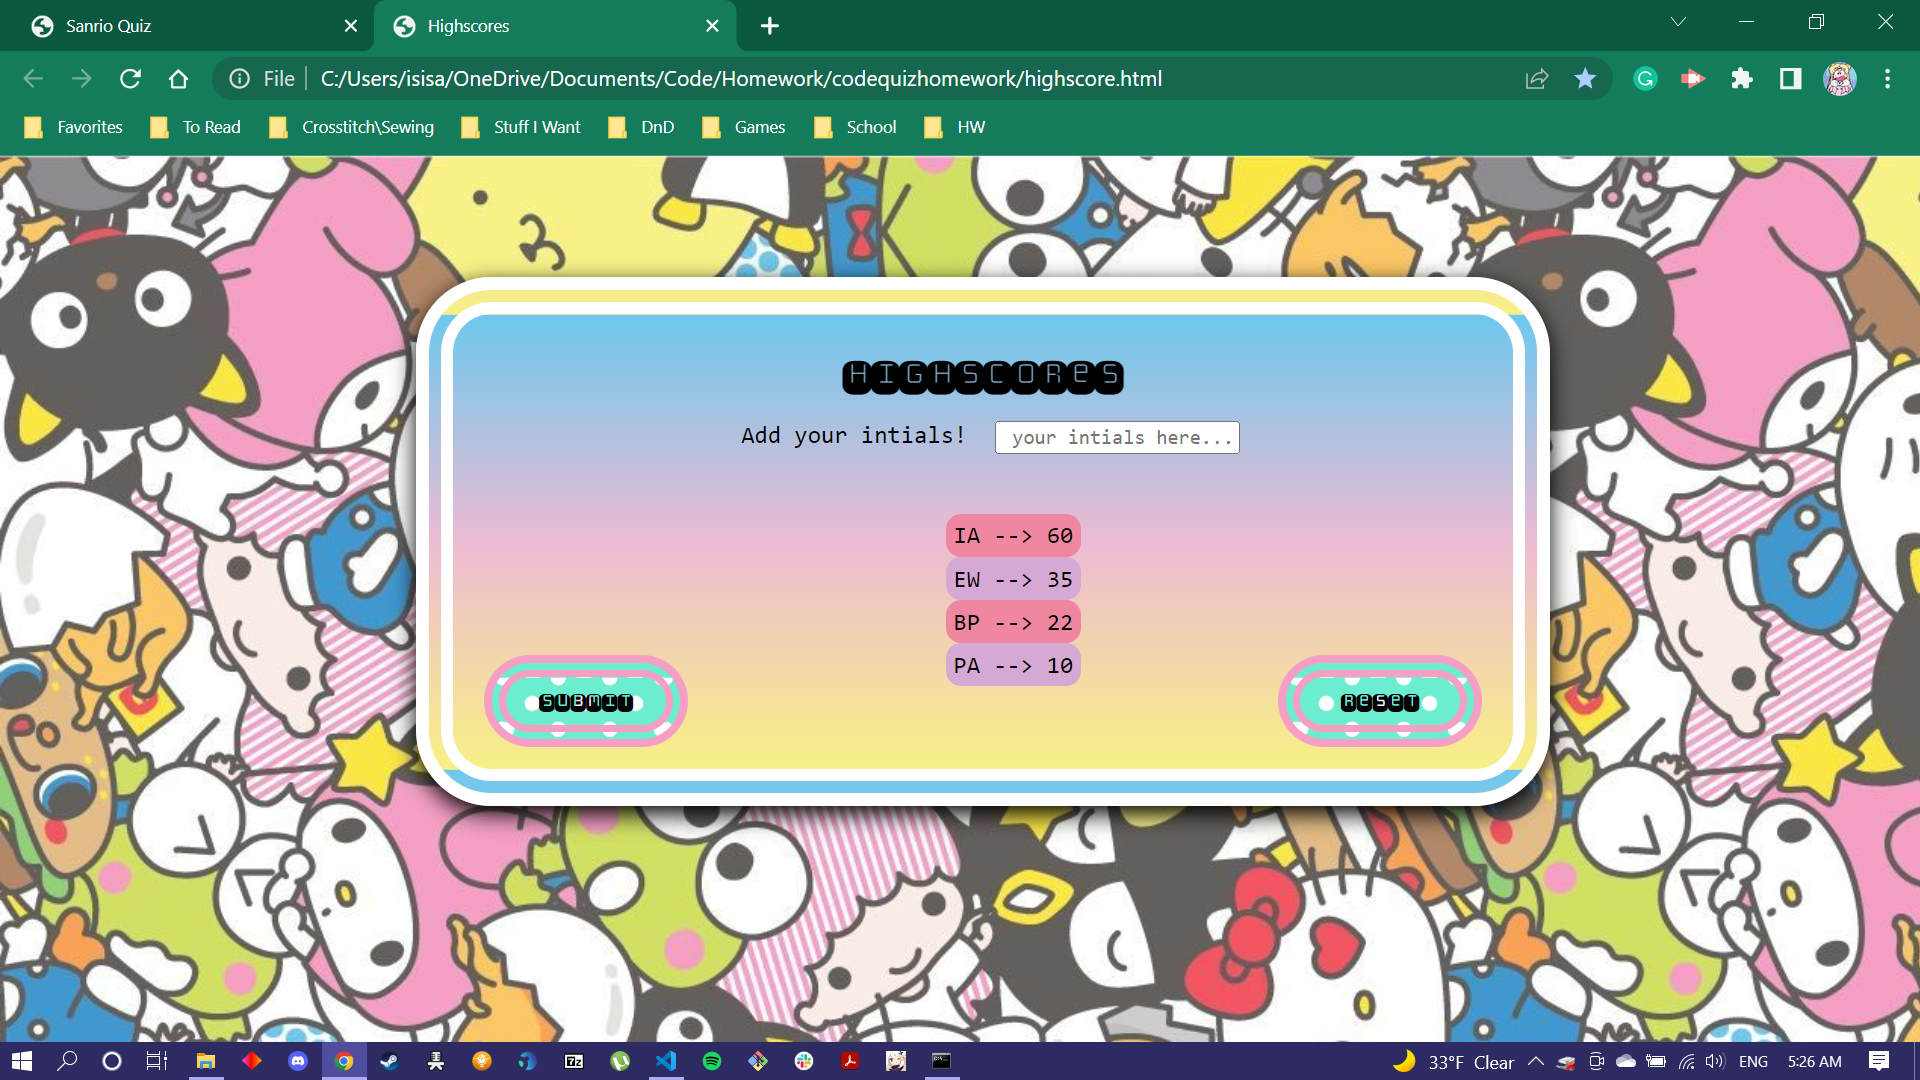 Sanrio Quiz
Highscores
File
C:/Users/isisa/OneDrive/Documents/Code/Homework/codequizhomework/highscore.html
Favorites
To Read
Crosstitch\Sewing
Stuff I Want
DnD
Games
School
HW
HIGHSCOReS
Add your intials!
your intials here...
IA --> 60
EW --> 35
BP --> 22
PA --> 10
SUBMIT
ReSeT
7z
33°F Clear
ENG
5:26 AM